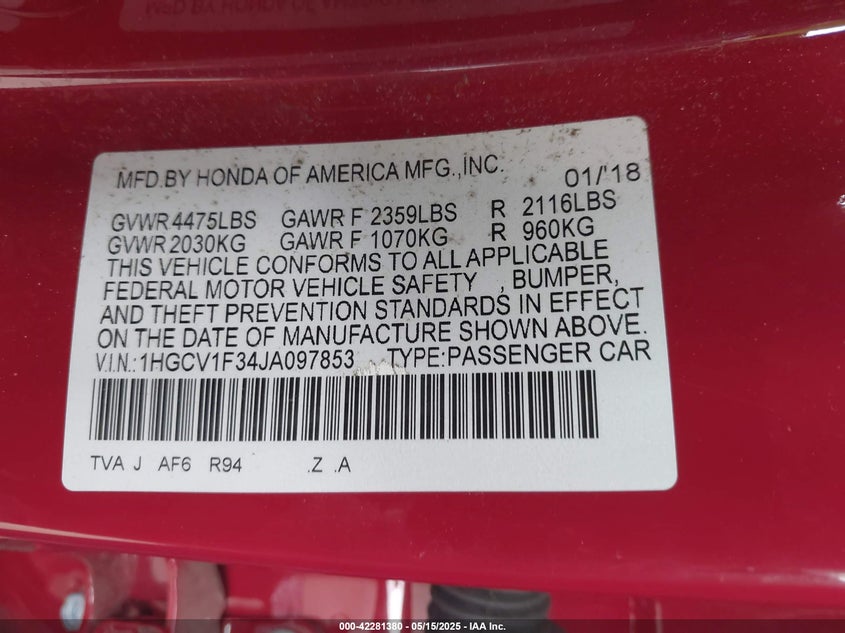 MFD.BY HONDA OF AMERICA MFG.,INC. 01/'18
GVWR 4475LBS GAWR F 2359LBS R 2116LBS
GVWR 2030KG GAWR F 1070KG R 960KG
THIS VEHICLE CONFORMS TO ALL APPLICABLE
FEDERAL MOTOR VEHICLE SAFETY , BUMPER,
AND THEFT PREVENTION STANDARDS IN EFFECT
ON THE DATE OF MANUFACTURE SHOWN ABOVE.
V.I.N.:1HGCV1F34JA097853 TYPE:PASSENGER CAR
TVA J AF6 R94 .Z .A
000-42281380 - 05/15/2025 - IAA Inc.